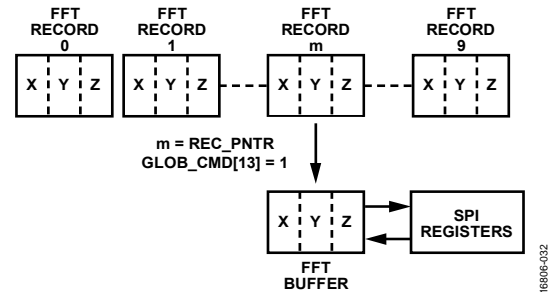 FFT RECORD 0
FFT RECORD 1
FFT RECORD m
FFT RECORD 9
X Y Z
X Y Z
X Y Z
X Y Z
m = REC_PNTR
GLOB_CMD[13] = 1
X Y Z
SPI
REGISTERS
FFT
BUFFER
16806-032